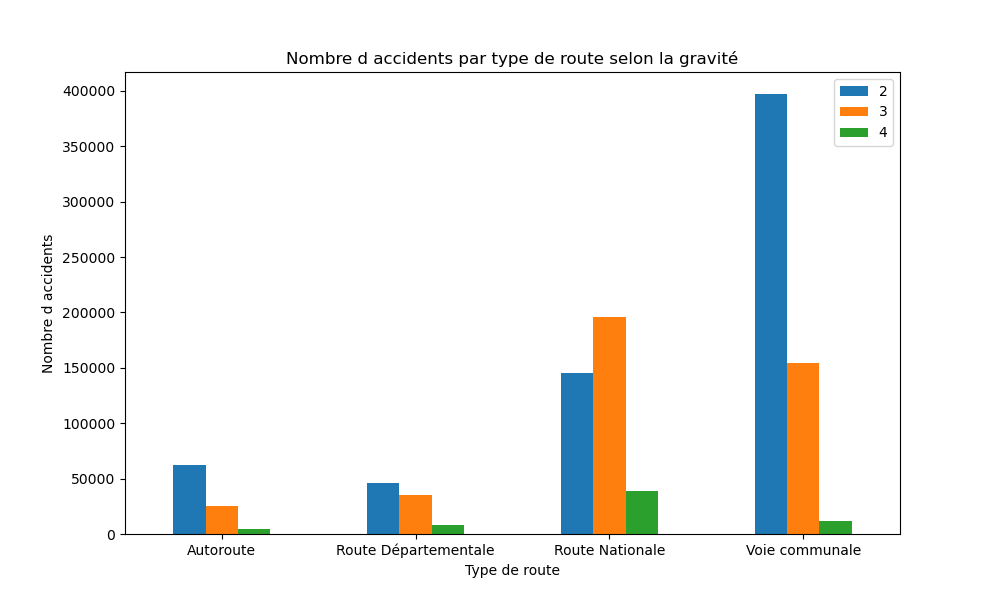 Nombre d accidents par type de route selon la gravité
2
3
4
400000
350000
300000
250000
200000
150000
100000
50000
0
Nombre d accidents
Autoroute
Route Départementale
Route Nationale
Voie communale
Type de route